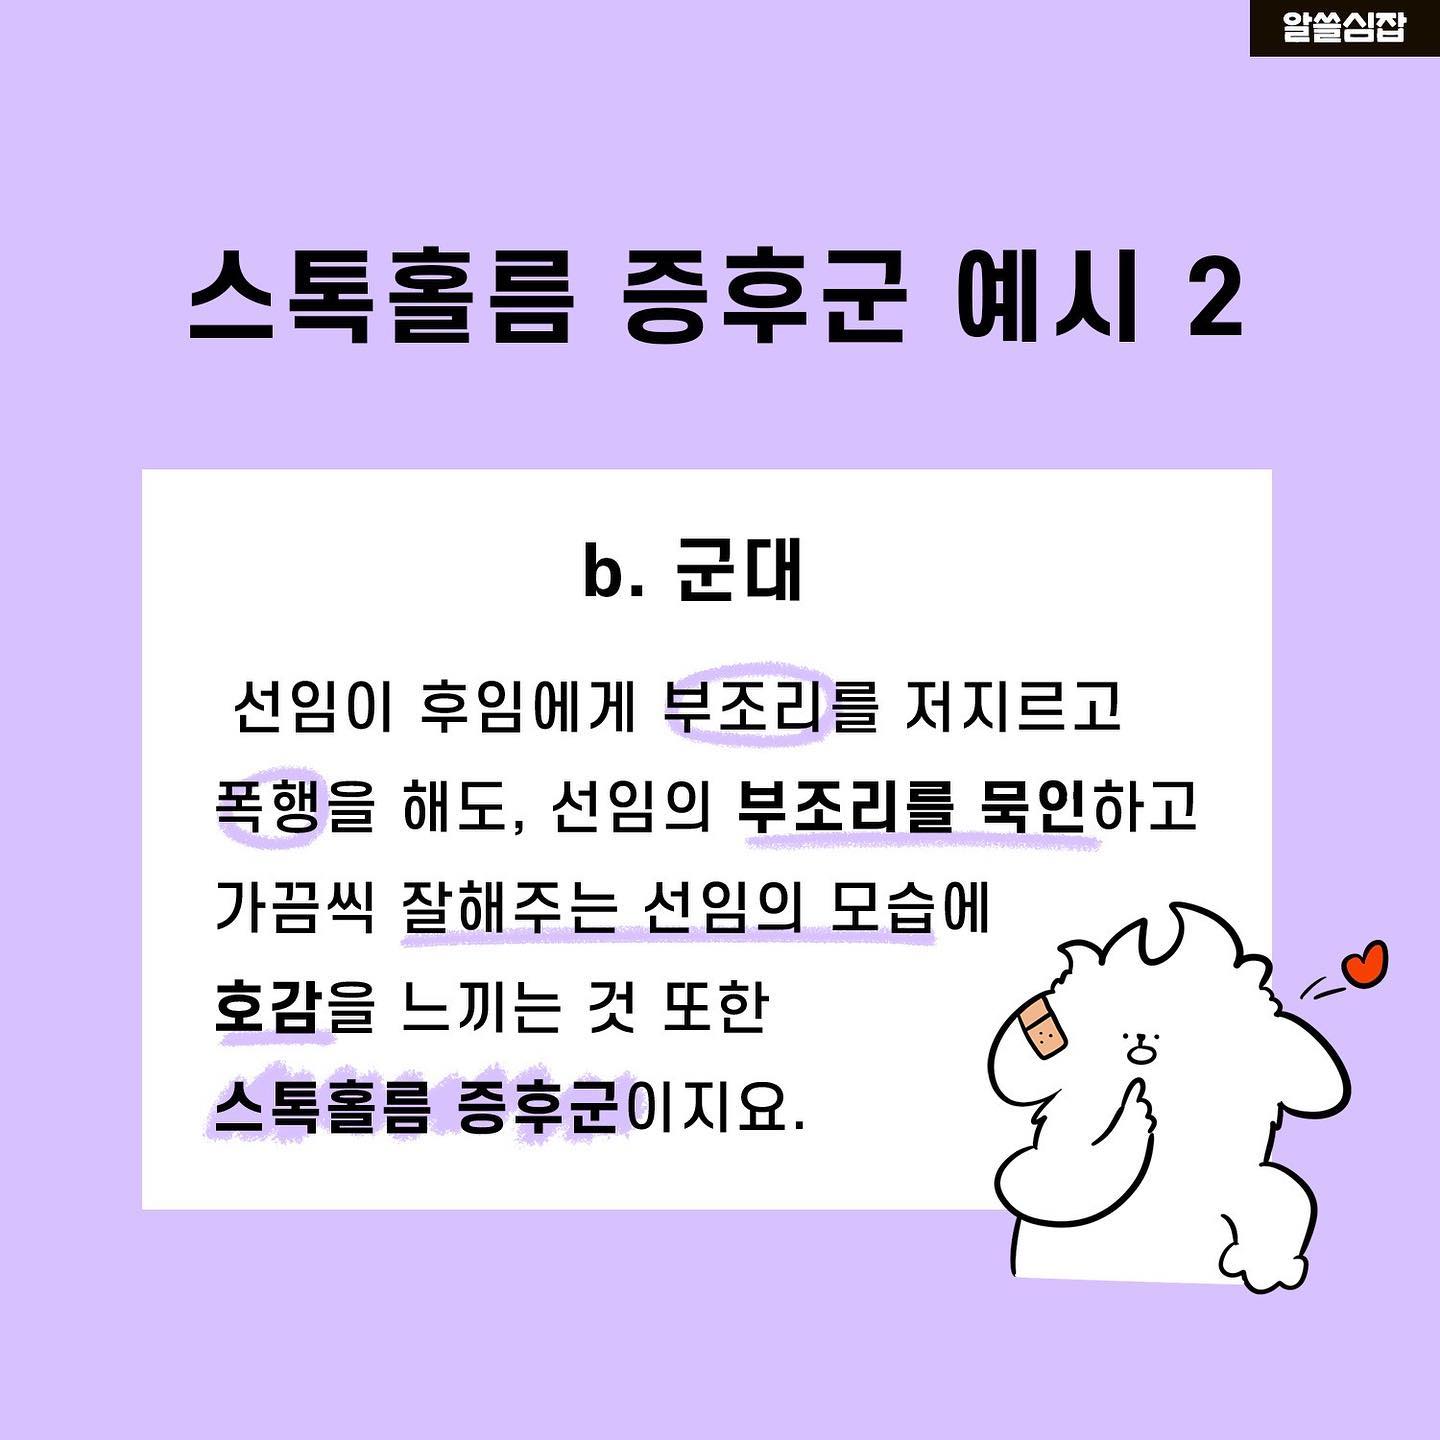 알쓸심잡
스톡홀름 증후군 예시 2
b. 군대
선임이 후임에게 부조리를 저지르고
폭행을 해도, 선임의 부조리를 묵인하고
가끔씩 잘해주는 선임의 모습에
호감을 느끼는 것 또한
스톡홀름 증후군이지요.